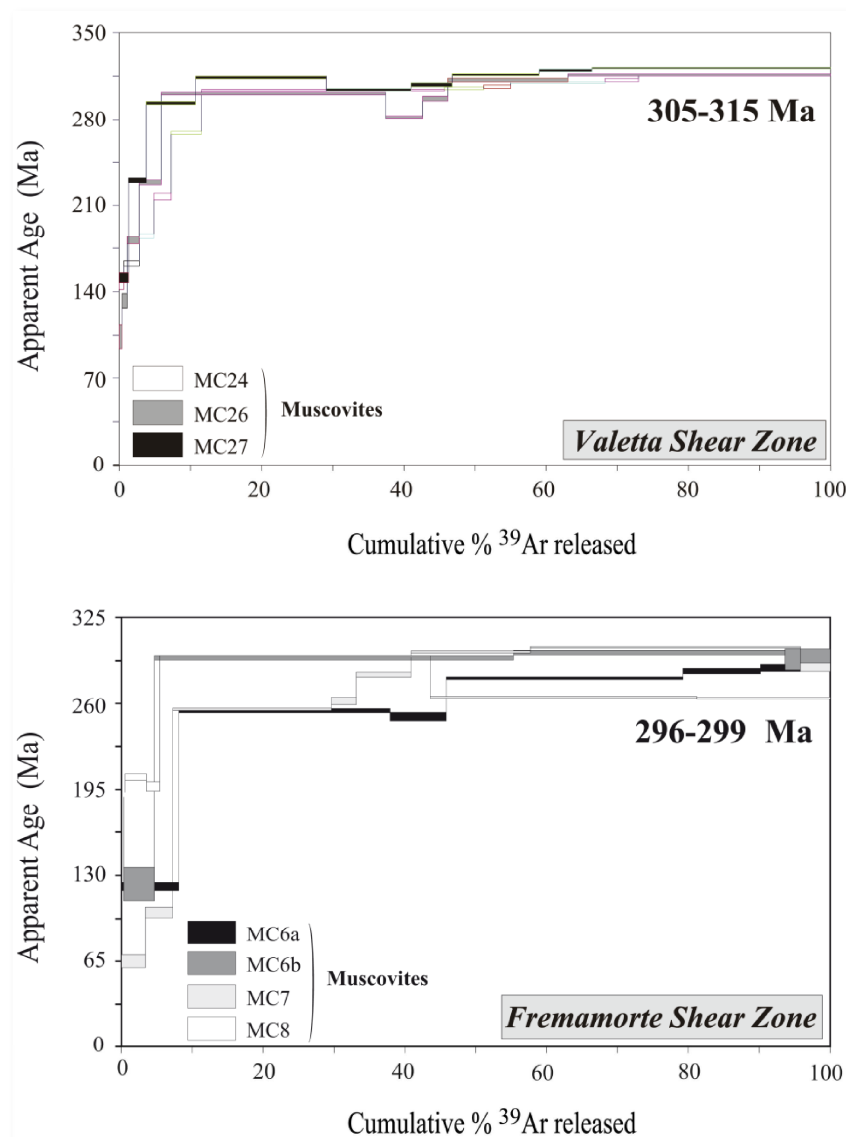 350
280
210
140
70
0
Apparent Age (Ma)
305-315 Ma
MC24
MC26
MC27
Muscovites
Valetta Shear Zone
0 20 40 60 80 100
Cumulative % ³⁹Ar released
325
260
195
130
65
0
Apparent Age (Ma)
296-299 Ma
MC6a
MC6b
MC7
MC8
Muscovites
Fremamorte Shear Zone
0 20 40 60 80 100
Cumulative % ³⁹Ar released